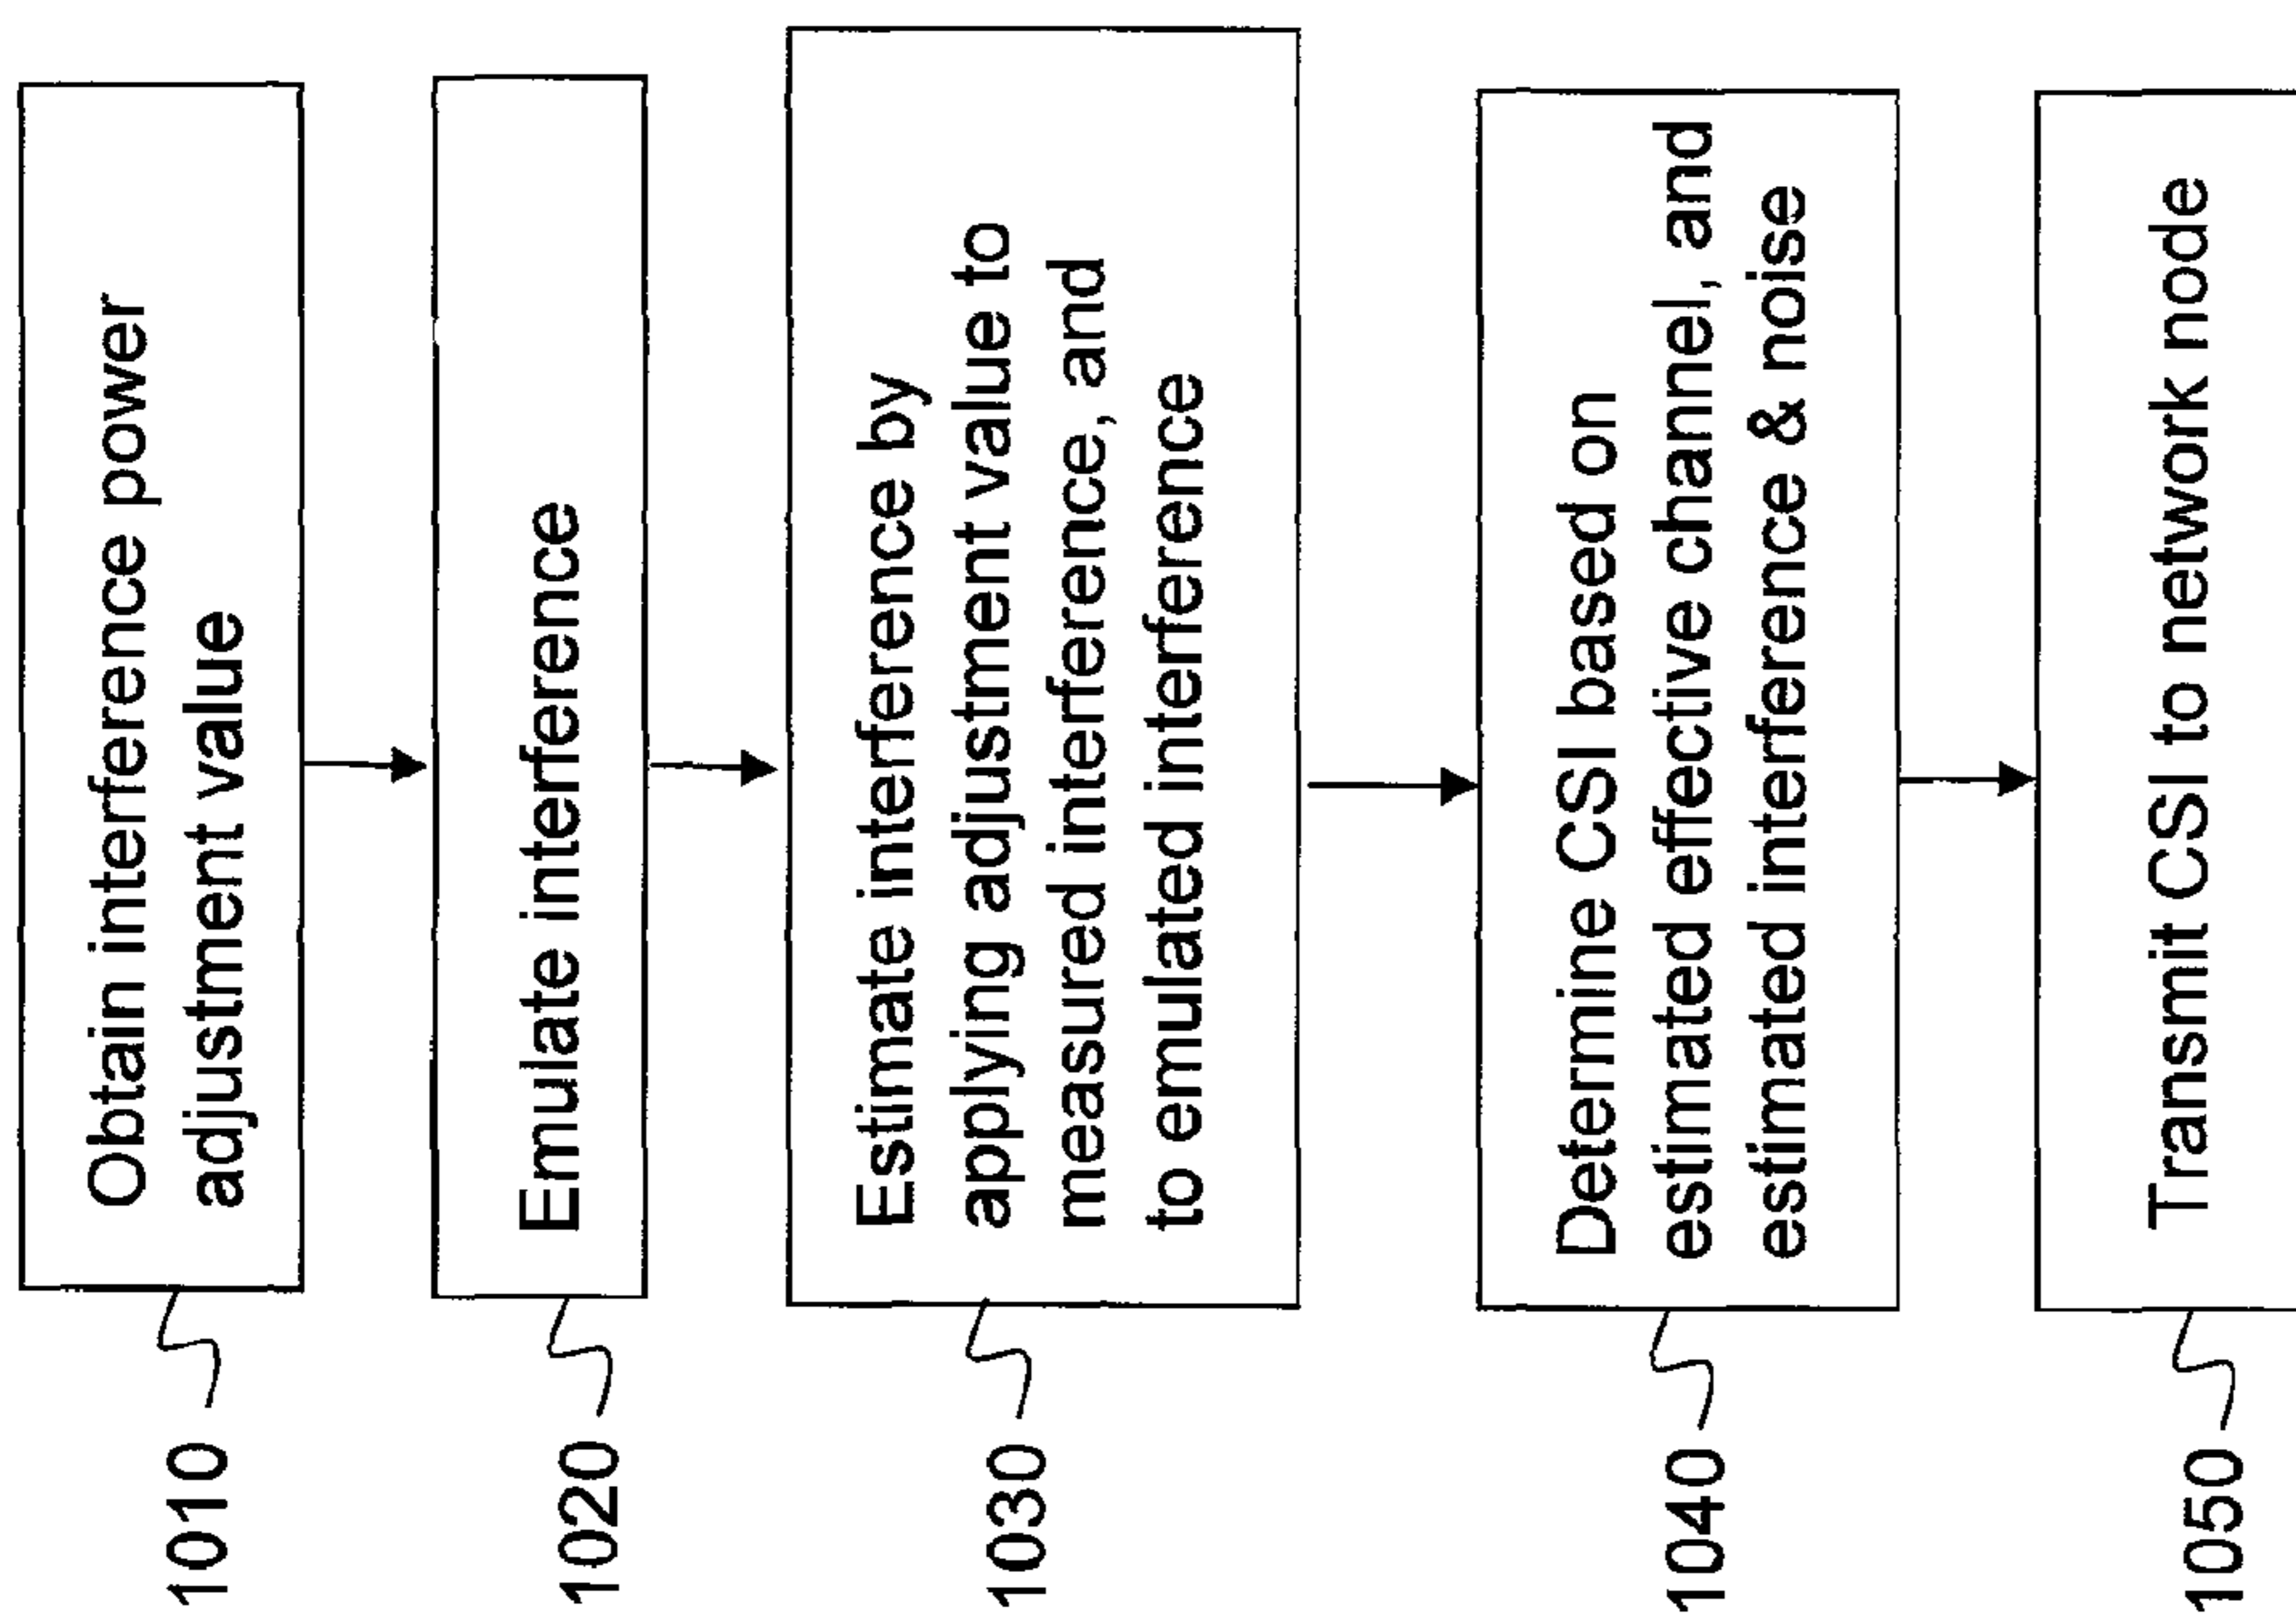 1010
Obtain interference power
adjustment value
1020
Emulate interference
1030
Estimate interference by
applying adjustment value to
measured interference, and
to emulated interference
1040
Determine CSI based on
estimated effective channel, and
estimated interference & noise
1050
Transmit CSI to network node